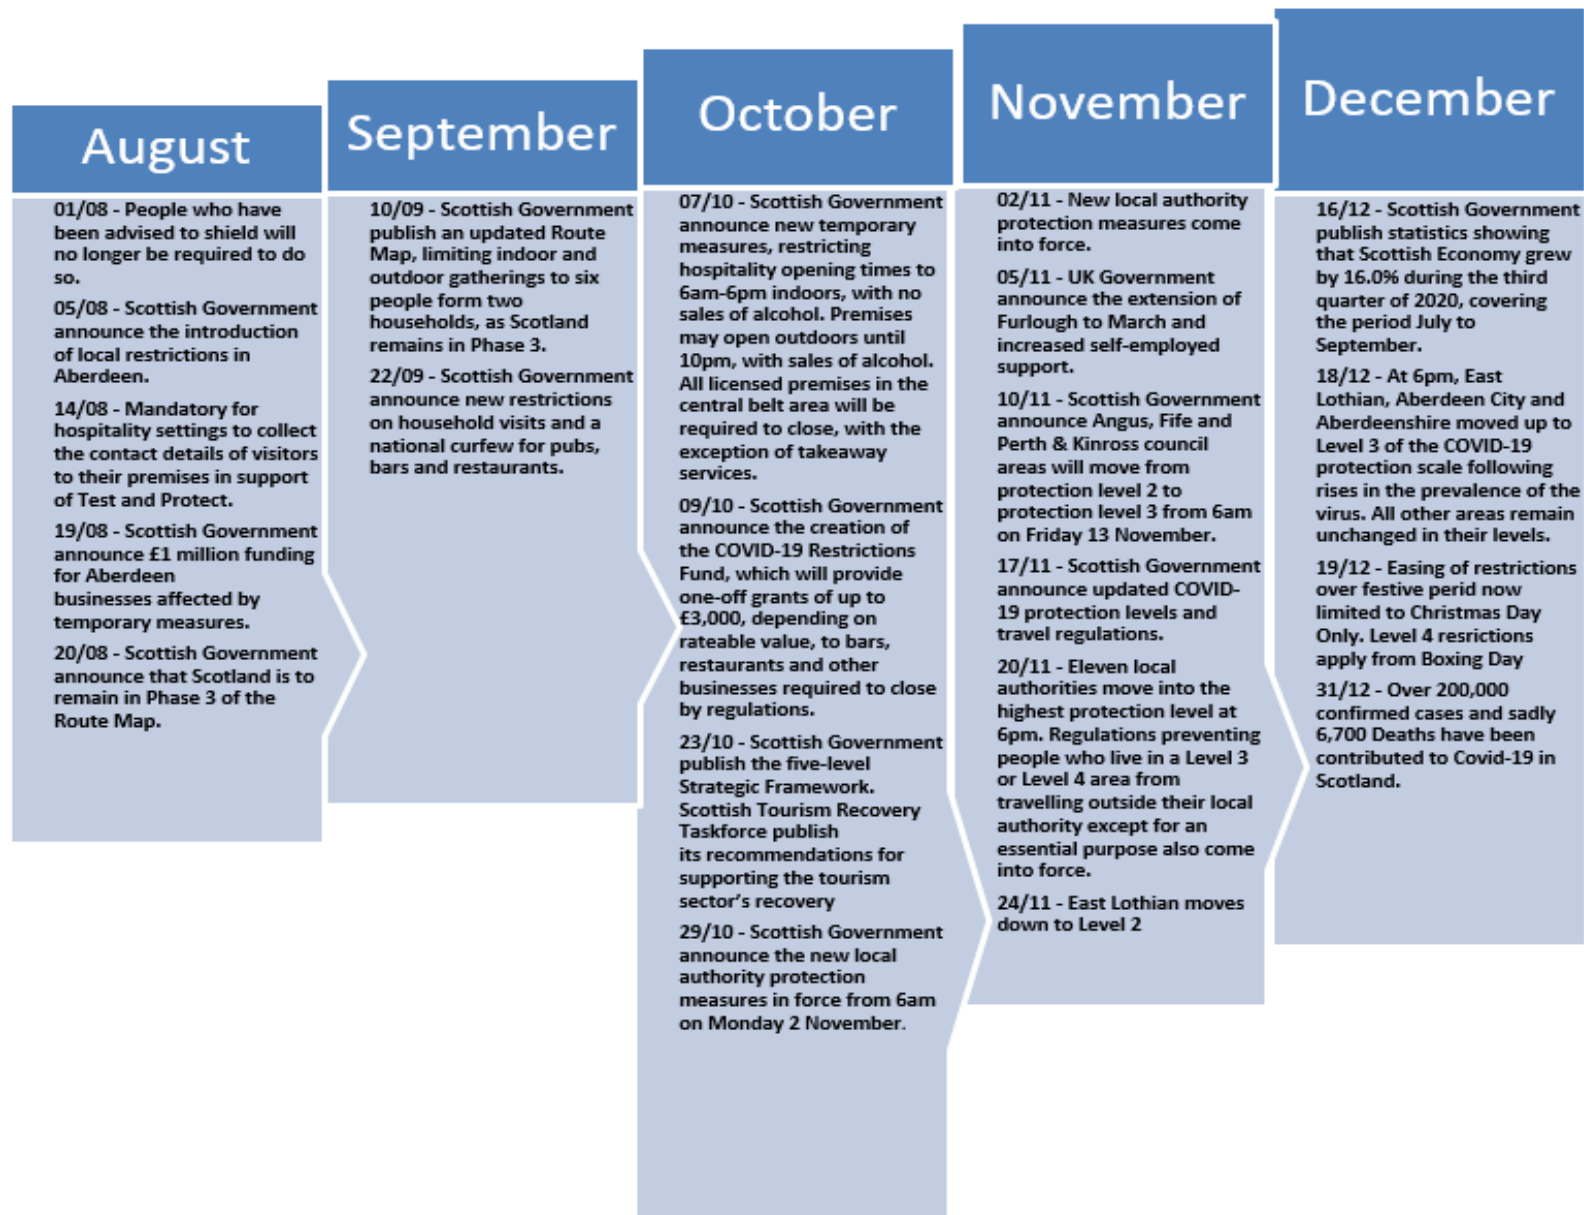 August
01/08 - People who have
been advised to shield will
no longer be required to do
so.
05/08 - Scottish Government
announce the introduction
of local restrictions in
Aberdeen.
14/08 - Mandatory for
hospitality settings to collect
the contact details of visitors
to their premises in support
of Test and Protect.
19/08 - Scottish Government
announce £1 million funding
for Aberdeen
businesses affected by
temporary measures.
20/08 - Scottish Government
announce that Scotland is to
remain in Phase 3 of the
Route Map.
September
10/09 - Scottish Government
publish an updated Route
Map, limiting indoor and
outdoor gatherings to six
people form two
households, as Scotland
remains in Phase 3.
22/09 - Scottish Government
announce new restrictions
on household visits and a
national curfew for pubs,
bars and restaurants.
October
07/10 - Scottish Government
announce new temporary
measures, restricting
hospitality opening times to
6am-6pm indoors, with no
sales of alcohol. Premises
may open outdoors until
10pm, with sales of alcohol.
All licensed premises in the
central belt area will be
required to close, with the
exception of takeaway
services.
09/10 - Scottish Government
announce the creation of
the COVID-19 Restrictions
Fund, which will provide
one-off grants of up to
£3,000, depending on
rateable value, to bars,
restaurants and other
businesses required to close
by regulations.
23/10 - Scottish Government
publish the five-level
Strategic Framework.
Scottish Tourism Recovery
Taskforce publish
its recommendations for
supporting the tourism
sector's recovery
29/10 - Scottish Government
announce the new local
authority protection
measures in force from 6am
on Monday 2 November.
November
02/11 - New local authority
protection measures come
into force.
05/11 - UK Government
announce the extension of
Furlough to March and
increased self-employed
support.
10/11 - Scottish Government
announce Angus, Fife and
Perth & Kinross council
areas will move from
protection level 2 to
protection level 3 from 6am
on Friday 13 November.
17/11 - Scottish Government
announce updated COVID-
19 protection levels and
travel regulations.
20/11 - Eleven local
authorities move into the
highest protection level at
6pm. Regulations preventing
people who live in a Level 3
or Level 4 area from
travelling outside their local
authority except for an
essential purpose also come
into force.
24/11 - East Lothian moves
down to Level 2
December
16/12 - Scottish Government
publish statistics showing
that Scottish Economy grew
by 16.0% during the third
quarter of 2020, covering
the period July to
September.
18/12 - At 6pm, East
Lothian, Aberdeen City and
Aberdeenshire moved up to
Level 3 of the COVID-19
protection scale following
rises in the prevalence of the
virus. All other areas remain
unchanged in their levels.
19/12 - Easing of restrictions
over festive perid now
limited to Christmas Day
Only. Level 4 resrictions
apply from Boxing Day
31/12 - Over 200,000
confirmed cases and sadly
6,700 Deaths have been
contributed to Covid-19 in
Scotland.